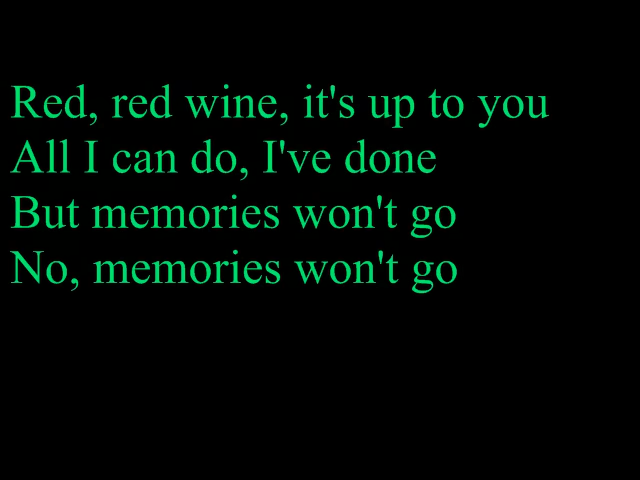 Red, red wine, it's up to you
All I can do, I've done
But memories won't go
No, memories won't go